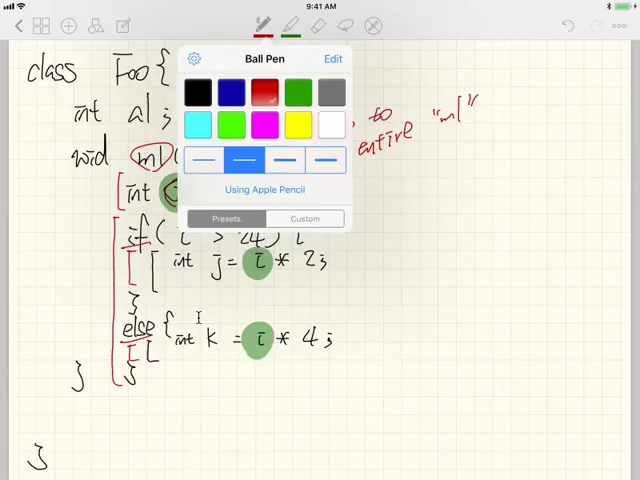 9:41 AM
Ball Pen
Edit
Using Apple Pencil
Presets
Custom
class Foo{
int a1;
void m1(
to entire "m1"
int
if( i > 24) {
int j = i * 2;
}
else { int k = i * 4;
}
}
}